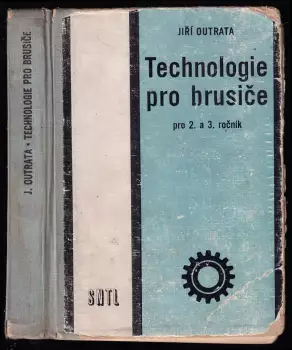 J. OUTRATA • TECHNOLOGIE PRO BRUSIČE
JIŘÍ OUTRATA
Technologie
pro brusiče
pro 2. a 3. ročník
SNTL